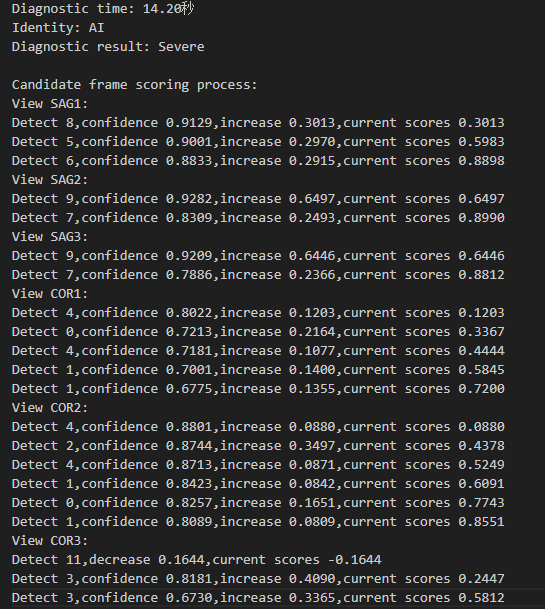 Diagnostic time: 14.20秒
Identity: AI
Diagnostic result: Severe
Candidate frame scoring process:
View SAG1:
Detect 8,confidence 0.9129,increase 0.3013,current scores 0.3013
Detect 5,confidence 0.9001,increase 0.2970,current scores 0.5983
Detect 6,confidence 0.8833,increase 0.2915,current scores 0.8898
View SAG2:
Detect 9,confidence 0.9282,increase 0.6497,current scores 0.6497
Detect 7,confidence 0.8309,increase 0.2493,current scores 0.8990
View SAG3:
Detect 9,confidence 0.9209,increase 0.6446,current scores 0.6446
Detect 7,confidence 0.7886,increase 0.2366,current scores 0.8812
View COR1:
Detect 4,confidence 0.8022,increase 0.1203,current scores 0.1203
Detect 0,confidence 0.7213,increase 0.2164,current scores 0.3367
Detect 4,confidence 0.7181,increase 0.1077,current scores 0.4444
Detect 1,confidence 0.7001,increase 0.1400,current scores 0.5845
Detect 1,confidence 0.6775,increase 0.1355,current scores 0.7200
View COR2:
Detect 4,confidence 0.8801,increase 0.0880,current scores 0.0880
Detect 2,confidence 0.8744,increase 0.3497,current scores 0.4378
Detect 4,confidence 0.8713,increase 0.0871,current scores 0.5249
Detect 1,confidence 0.8423,increase 0.0842,current scores 0.6091
Detect 0,confidence 0.8257,increase 0.1651,current scores 0.7743
Detect 1,confidence 0.8089,increase 0.0809,current scores 0.8551
View COR3:
Detect 11,decrease 0.1644,current scores -0.1644
Detect 3,confidence 0.8181,increase 0.4090,current scores 0.2447
Detect 3,confidence 0.6730,increase 0.3365,current scores 0.5812